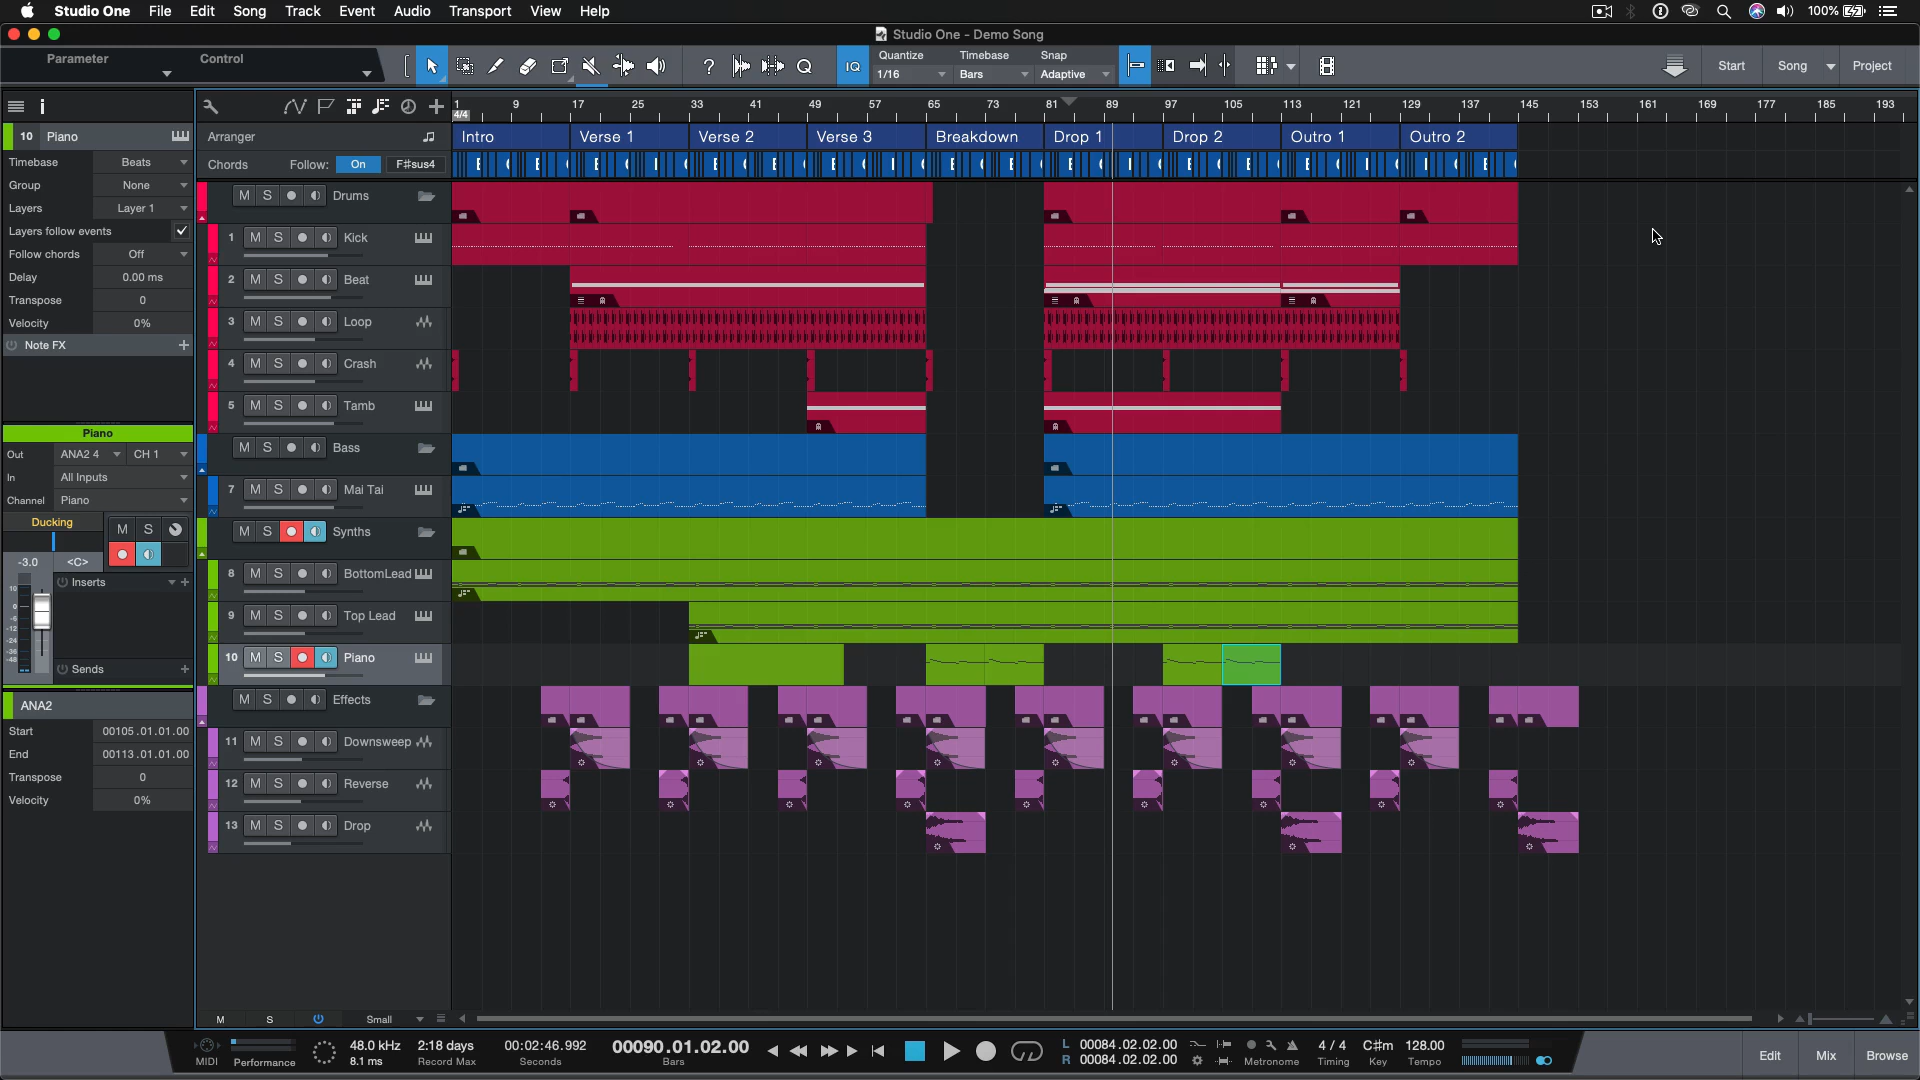 Studio One File Edit Song Track Event Audio Transport View Help 100%
Studio One - Demo Song
Parameter Control
Quantize Timebase Snap
IQ 1/16 Bars Adaptive Start Song Project
1 9 17 25 33 41 49 57 65 73 81 89 97 105 113 121 129 137 145 153 161 169 177 185 193
4/4
10 Piano
Arranger
Intro Verse 1 Verse 2 Verse 3 Breakdown Drop 1 Drop 2 Outro 1 Outro 2
Chords Follow: On F#sus4
Timebase Beats
Group None
Layers Layer 1
Layers follow events
Follow chords Off
Delay 0.00 ms
Transpose 0
Velocity 0%
Note FX
M S Drums
1 M S Kick
2 M S Beat
3 M S Loop
4 M S Crash
5 M S Tamb
M S Bass
7 M S Mai Tai
M S Synths
8 M S BottomLead
9 M S Top Lead
10 M S Piano
M S Effects
11 M S Downsweep
12 M S Reverse
13 M S Drop
Piano
Out ANA2 4 CH 1
In All Inputs
Channel Piano
Ducking M S
-3.0 <C>
Inserts
Sends
ANA2
Start 00105.01.01.00
End 00113.01.01.00
Transpose 0
Velocity 0%
M S Small
MIDI Performance
48.0 kHz
8.1 ms
2:18 days
Record Max
00:02:46.992
Seconds
00090.01.02.00
Bars
L 00084.02.02.00
R 00084.02.02.00
Metronome
4 / 4
Timing
C#m
Key
128.00
Tempo
Edit Mix Browse